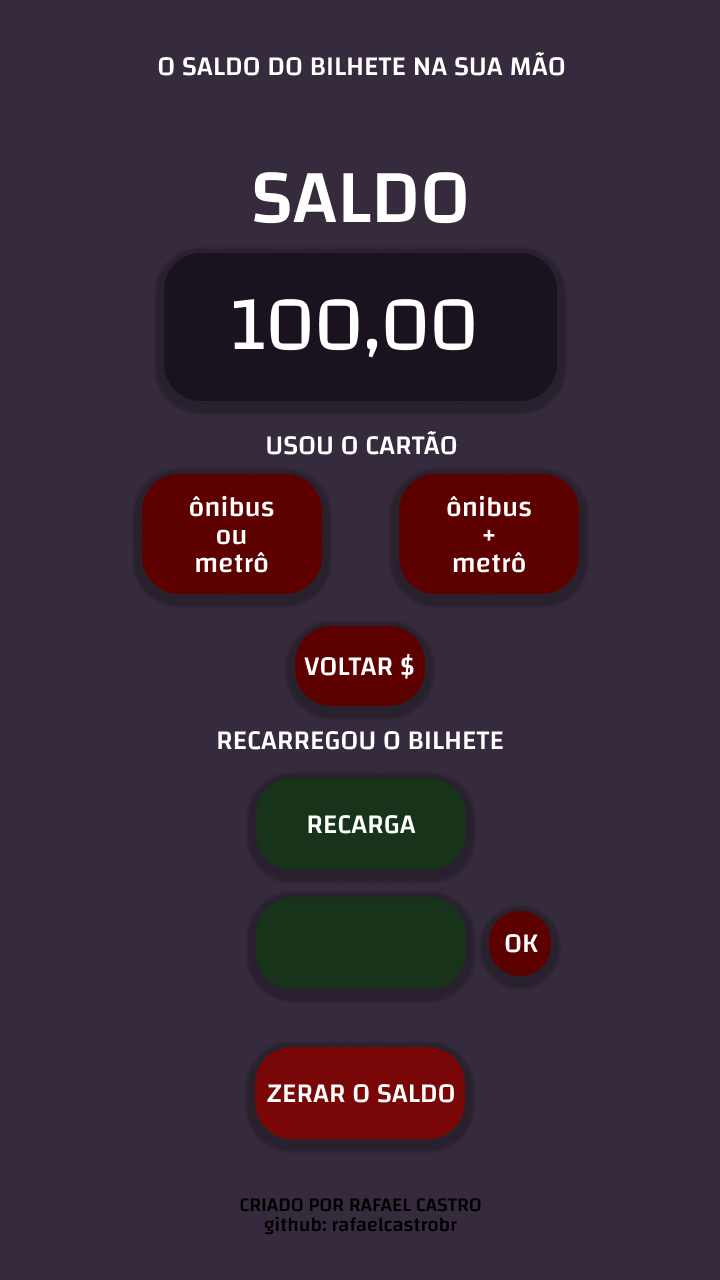 O SALDO DO BILHETE NA SUA MÃO
SALDO
100,00
USOU O CARTÃO
ônibus
ou
metrô
ônibus
+
metrô
VOLTAR $
RECARREGOU O BILHETE
RECARGA
OK
ZERAR O SALDO
CRIADO POR RAFAEL CASTRO
github: rafaelcastrobr